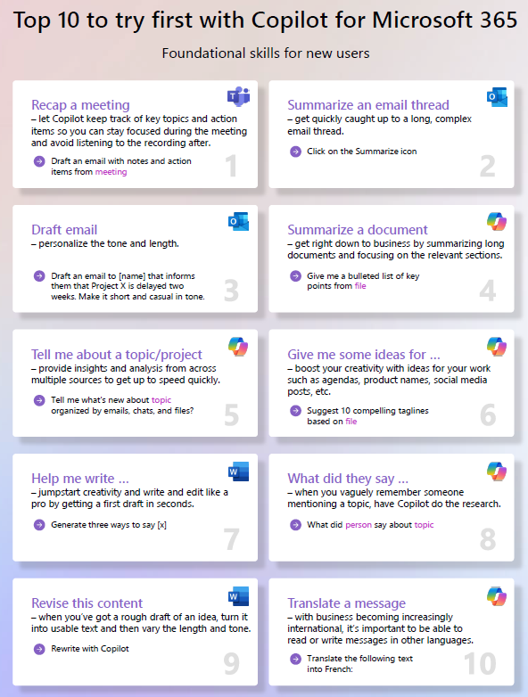 Top 10 to try first with Copilot for Microsoft 365
Foundational skills for new users
Recap a meeting
– let Copilot keep track of key topics and action
items so you can stay focused during the meeting
and avoid listening to the recording after.
Draft an email with notes and action
items from meeting
1
Summarize an email thread
– get quickly caught up to a long, complex
email thread.
Click on the Summarize icon
2
Draft email
– personalize the tone and length.
Draft an email to [name] that informs
them that Project X is delayed two
weeks. Make it short and casual in tone.
3
Summarize a document
– get right down to business by summarizing long
documents and focusing on the relevant sections.
Give me a bulleted list of key
points from file
4
Tell me about a topic/project
– provide insights and analysis from across
multiple sources to get up to speed quickly.
Tell me what's new about topic
organized by emails, chats, and files?
5
Give me some ideas for ...
– boost your creativity with ideas for your work
such as agendas, product names, social media
posts, etc.
Suggest 10 compelling taglines
based on file
6
Help me write ...
– jumpstart creativity and write and edit like a
pro by getting a first draft in seconds.
Generate three ways to say [x]
7
What did they say ...
– when you vaguely remember someone
mentioning a topic, have Copilot do the research.
What did person say about topic
8
Revise this content
– when you've got a rough draft of an idea, turn it
into usable text and then vary the length and tone.
Rewrite with Copilot
9
Translate a message
– with business becoming increasingly
international, it's important to be able to
read or write messages in other languages.
Translate the following text
into French:
10